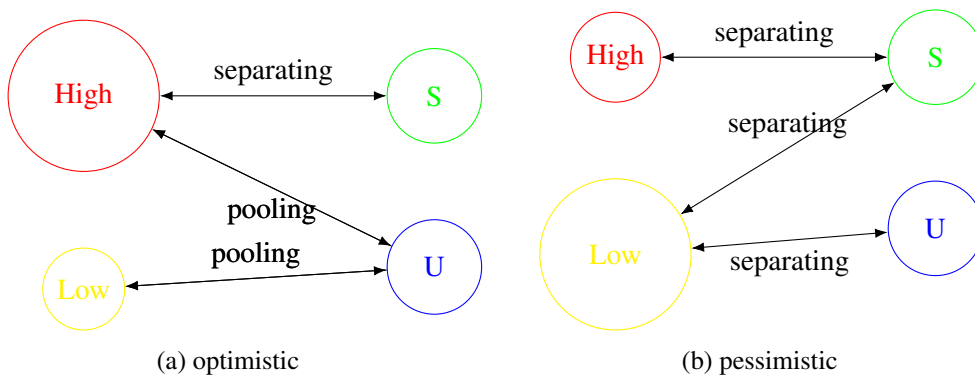 High
separating
S
pooling
pooling
Low
U
(a) optimistic
High
separating
S
separating
Low
U
separating
(b) pessimistic